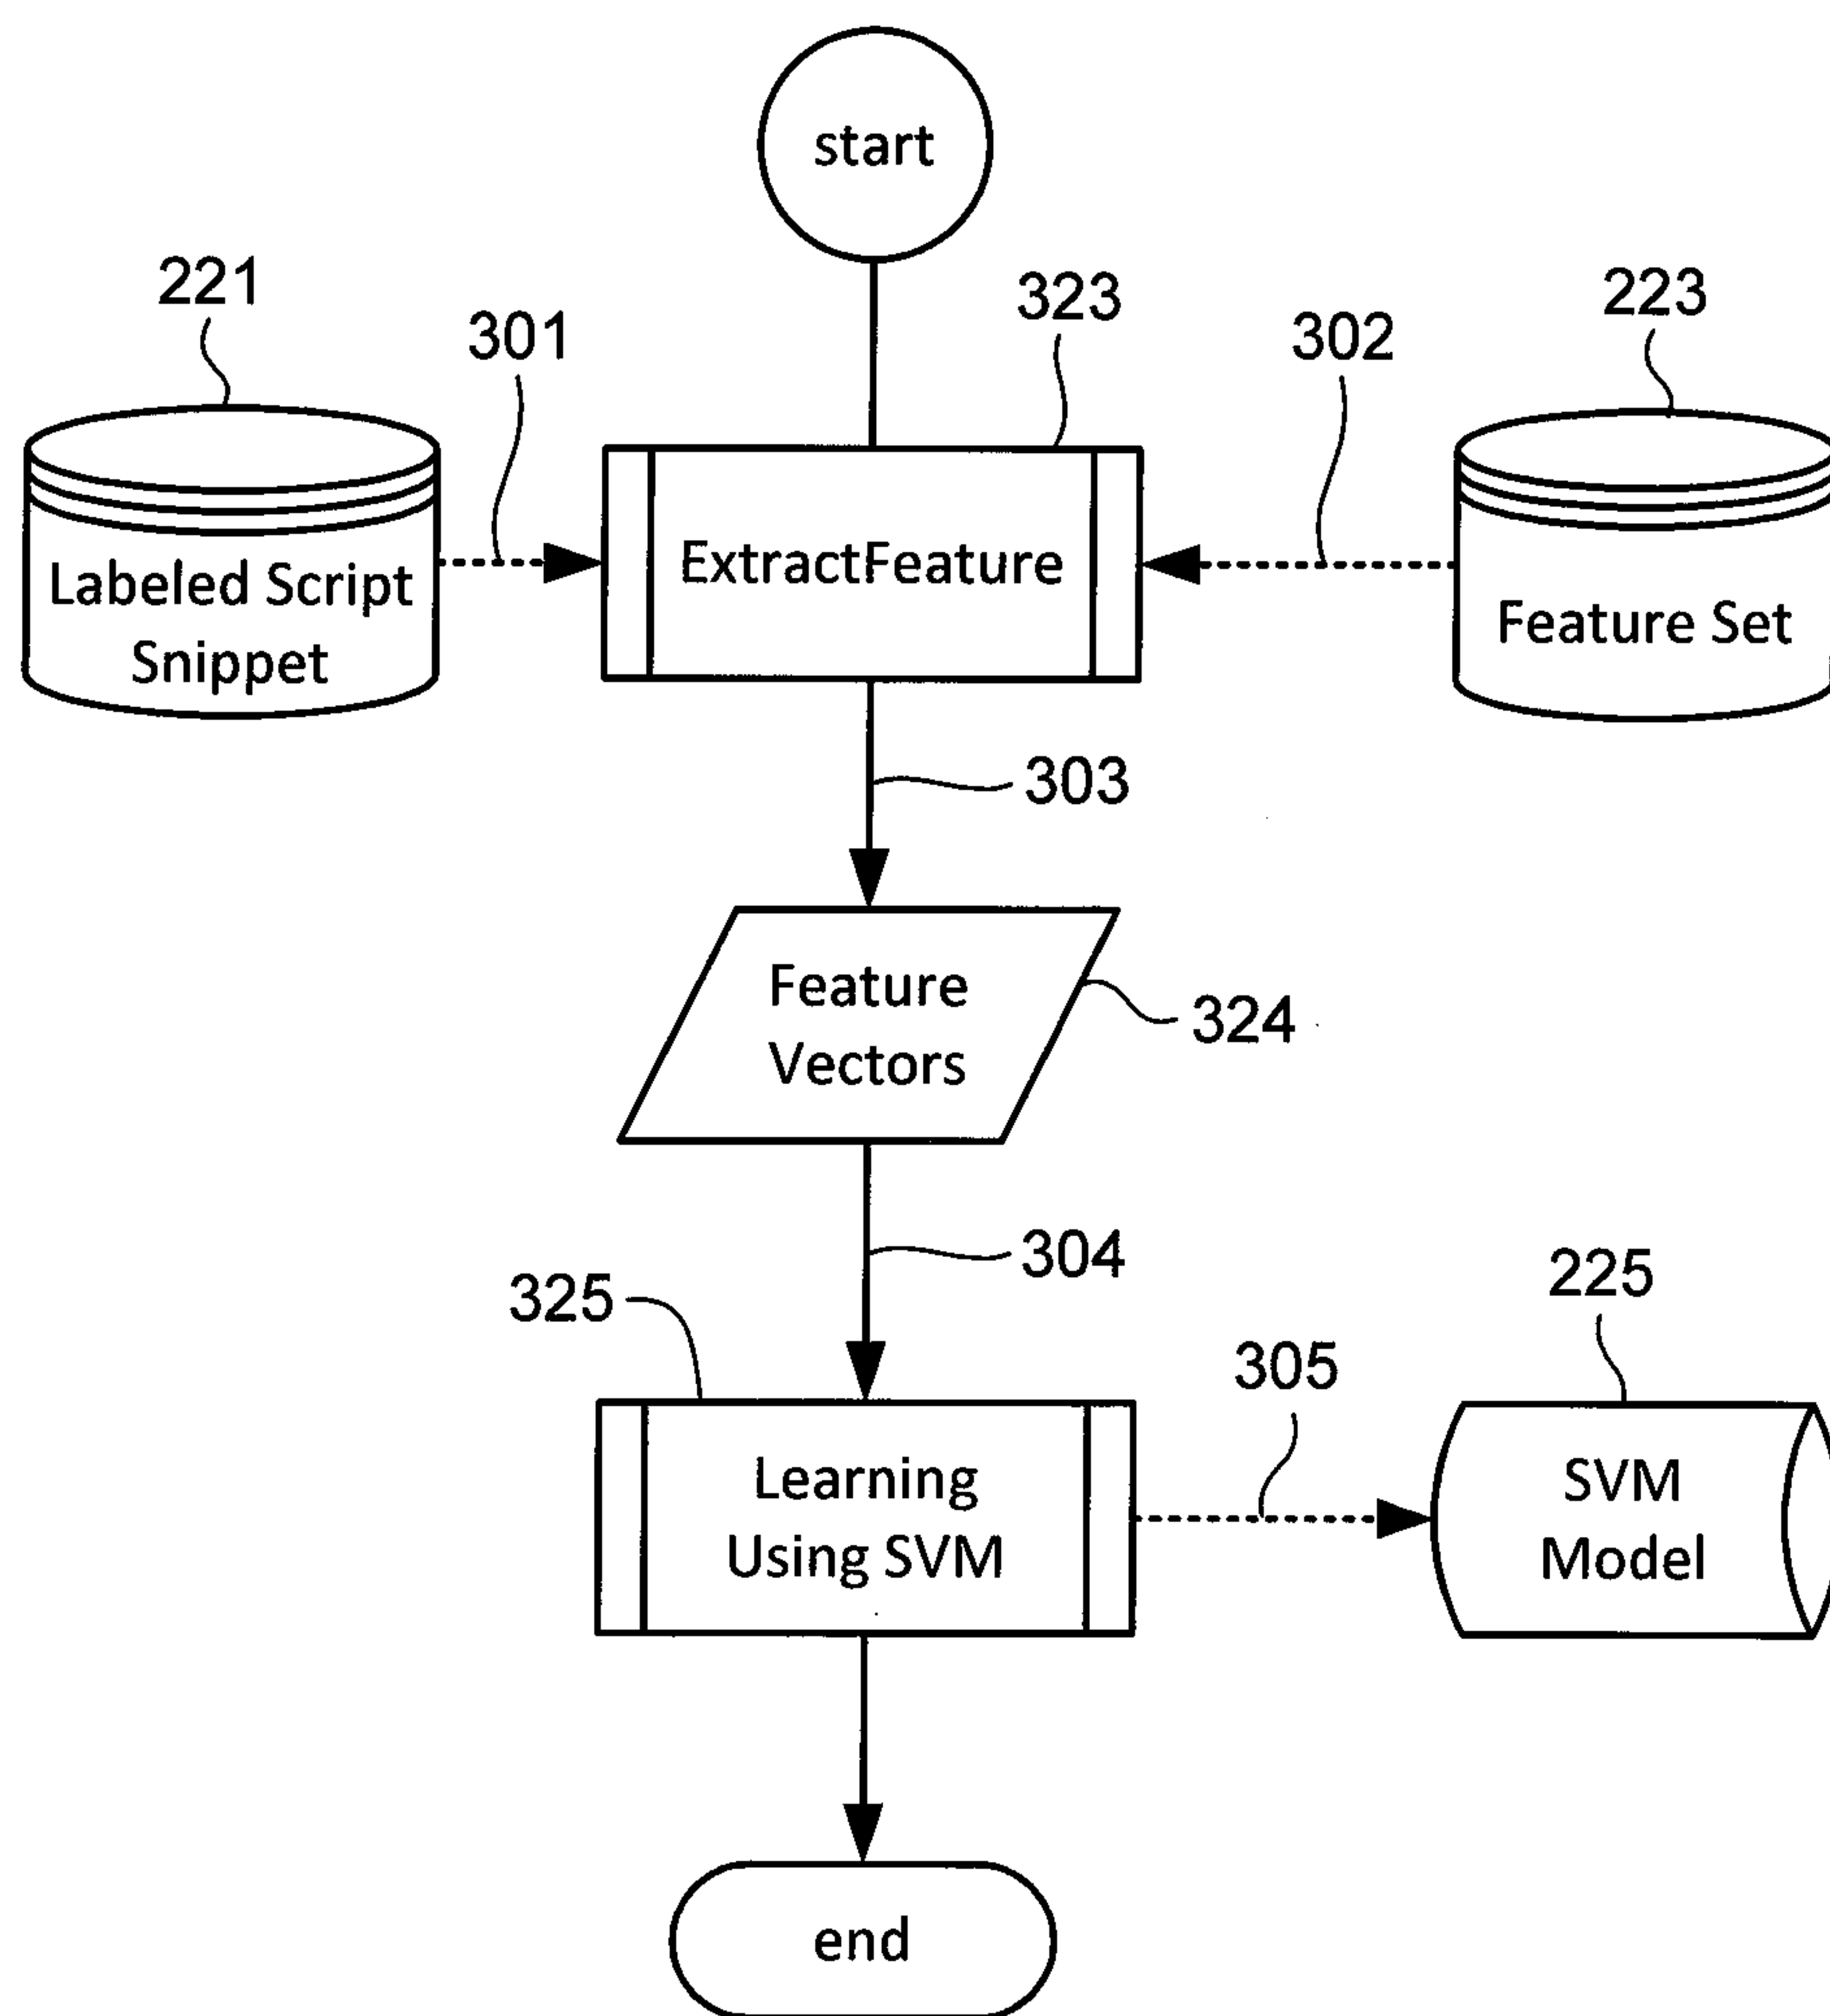 start
221
301
323
302
223
Labeled Script
Snippet
ExtractFeature
Feature Set
303
Feature
Vectors
324
304
325
305
225
Learning
Using SVM
SVM
Model
end